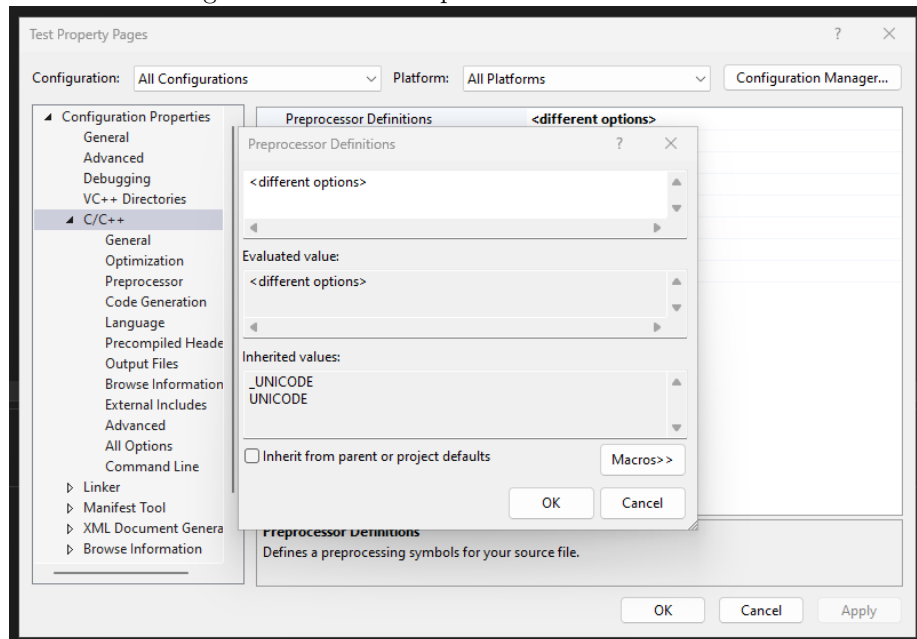 Test Property Pages
?
Configuration: All Configurations Platform: All Platforms Configuration Manager...
Configuration Properties
General
Advanced
Debugging
VC++ Directories
C/C++
General
Optimization
Preprocessor
Code Generation
Language
Precompiled Heade
Output Files
Browse Information
External Includes
Advanced
All Options
Command Line
Linker
Manifest Tool
XML Document Genera
Browse Information
Preprocessor Definitions <different options>
Preprocessor Definitions ?
<different options>
Evaluated value:
<different options>
Inherited values:
_UNICODE
UNICODE
Inherit from parent or project defaults
Macros>>
OK Cancel
Preprocessor Definitions
Defines a preprocessing symbols for your source file.
OK Cancel Apply